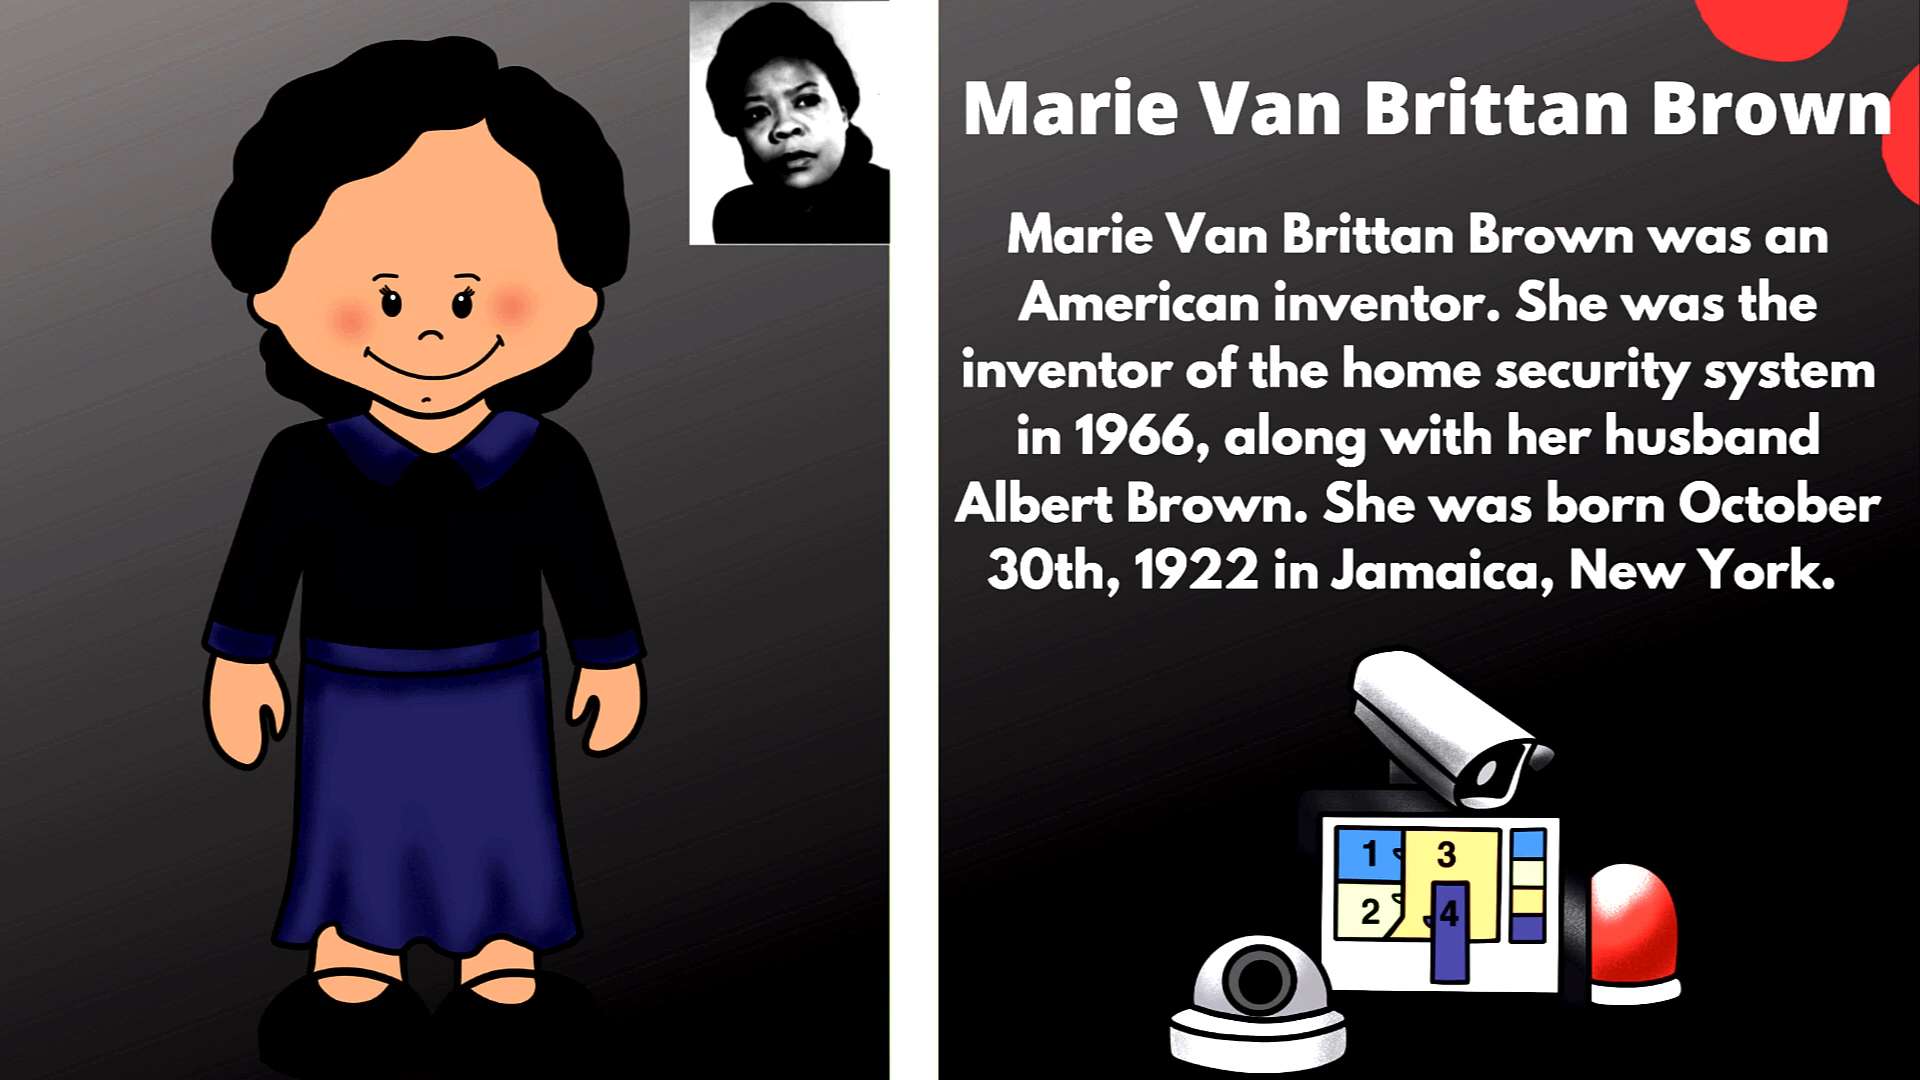 Marie Van Brittan Brown
Marie Van Brittan Brown was an
American inventor. She was the
inventor of the home security system
in 1966, along with her husband
Albert Brown. She was born October
30th, 1922 in Jamaica, New York.
1 3
2 4